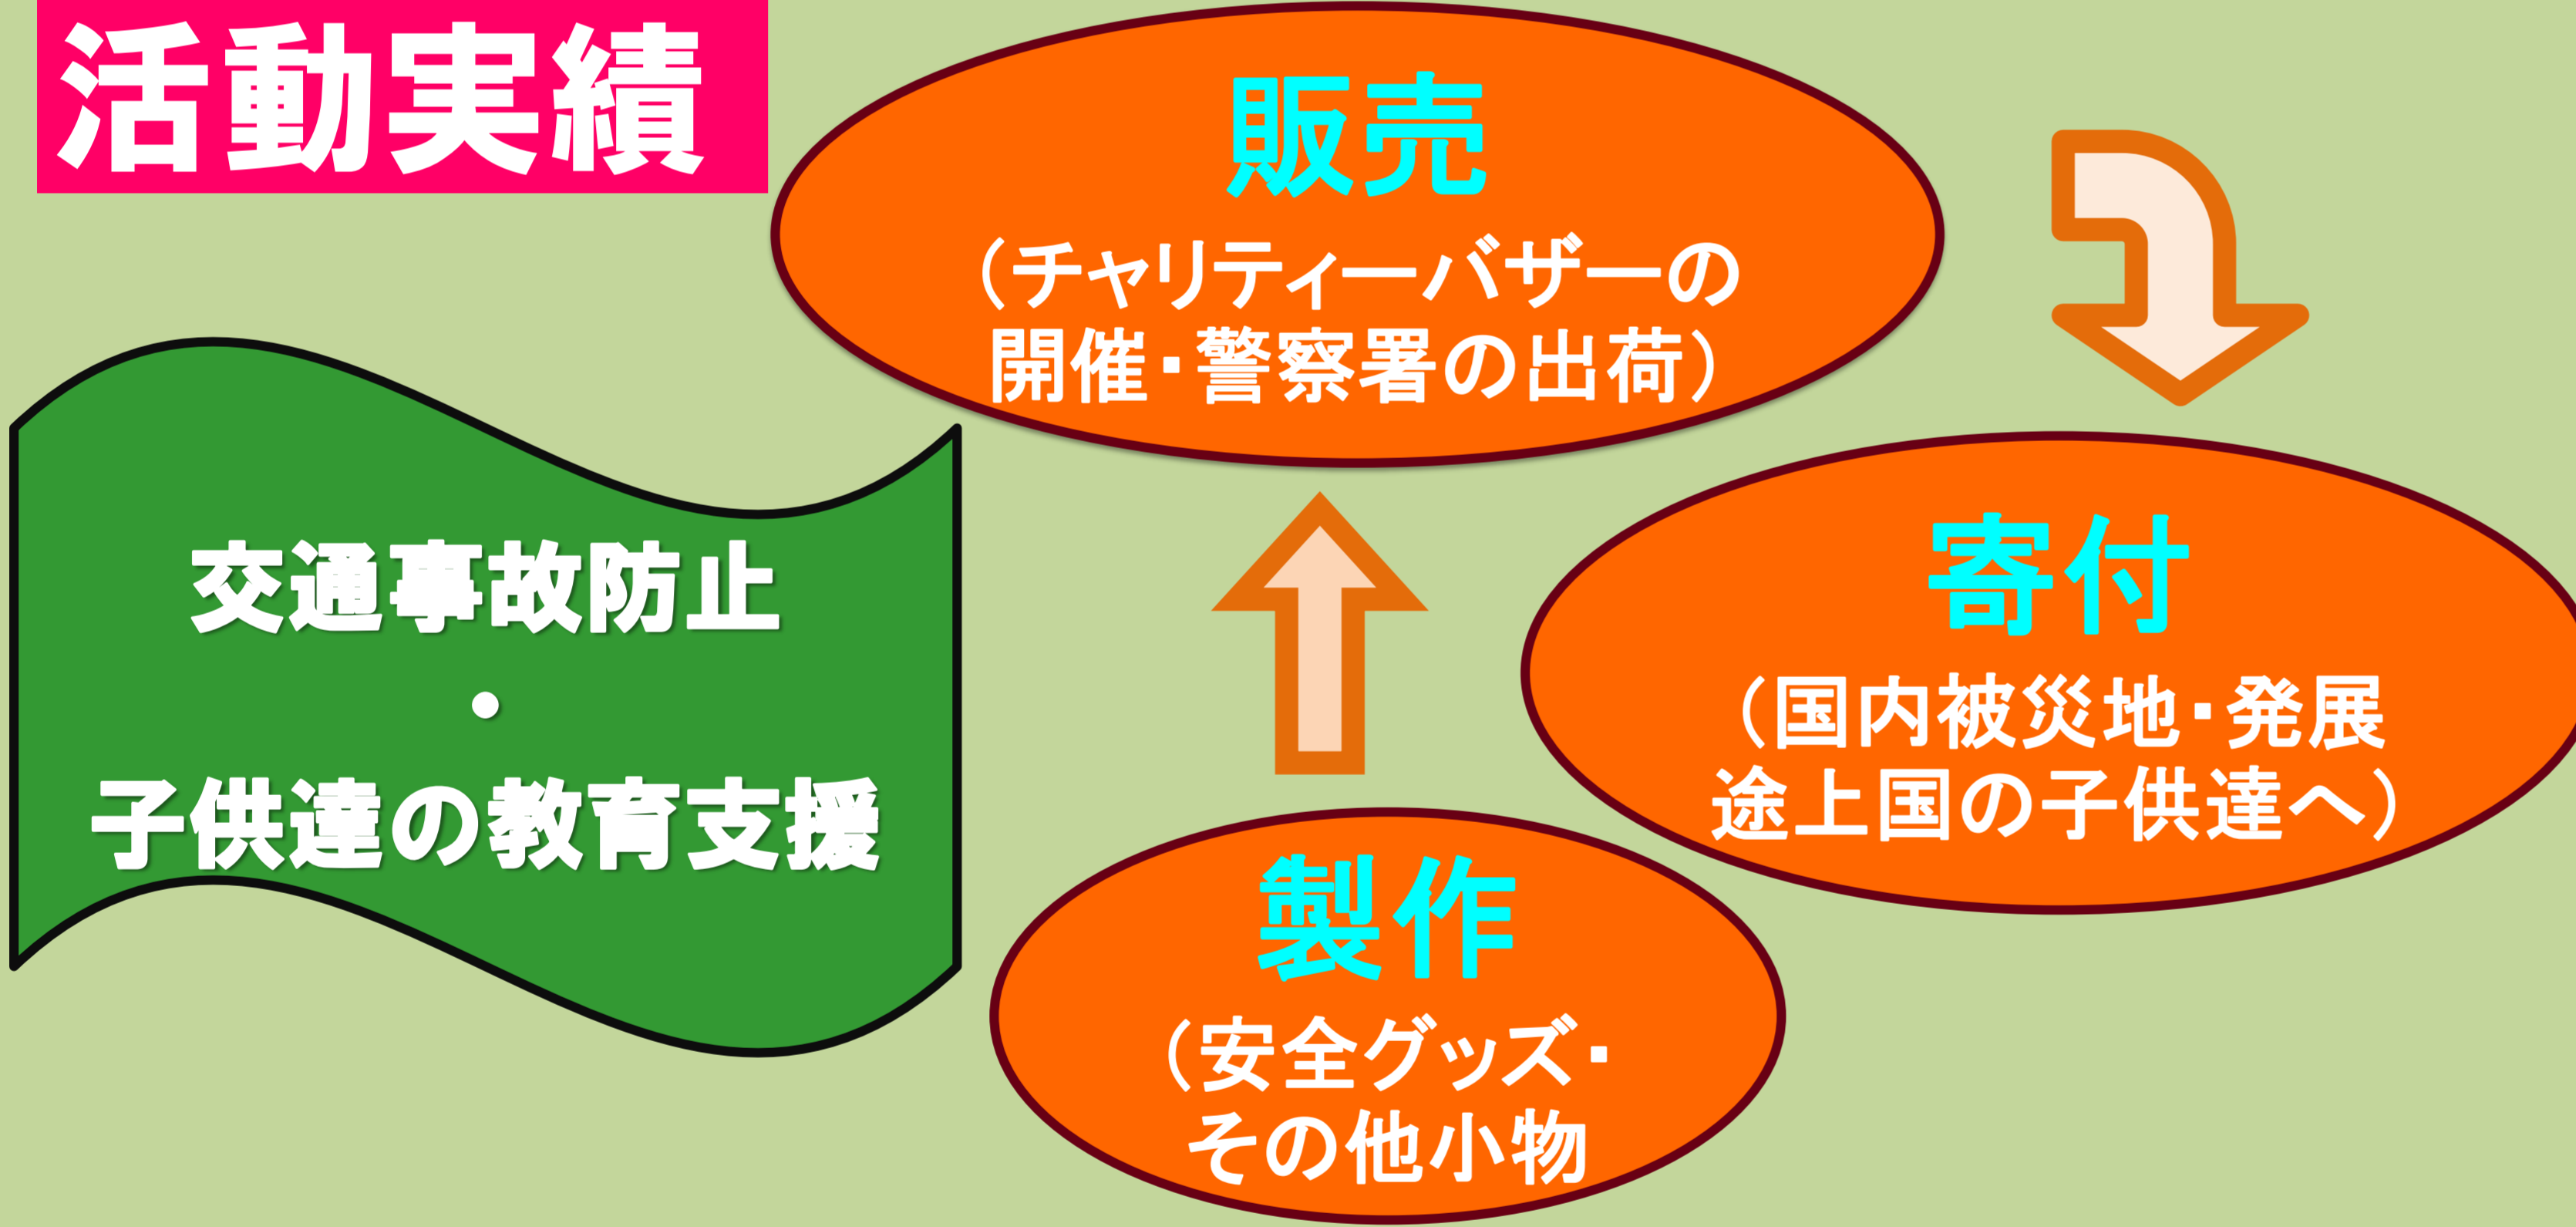 活動実績
販売
（チャリティーバザーの
開催・警察署の出荷）
交通事故防止
・
子供達の教育支援
寄付
（国内被災地・発展
途上国の子供達へ）
製作
（安全グッズ・
その他小物